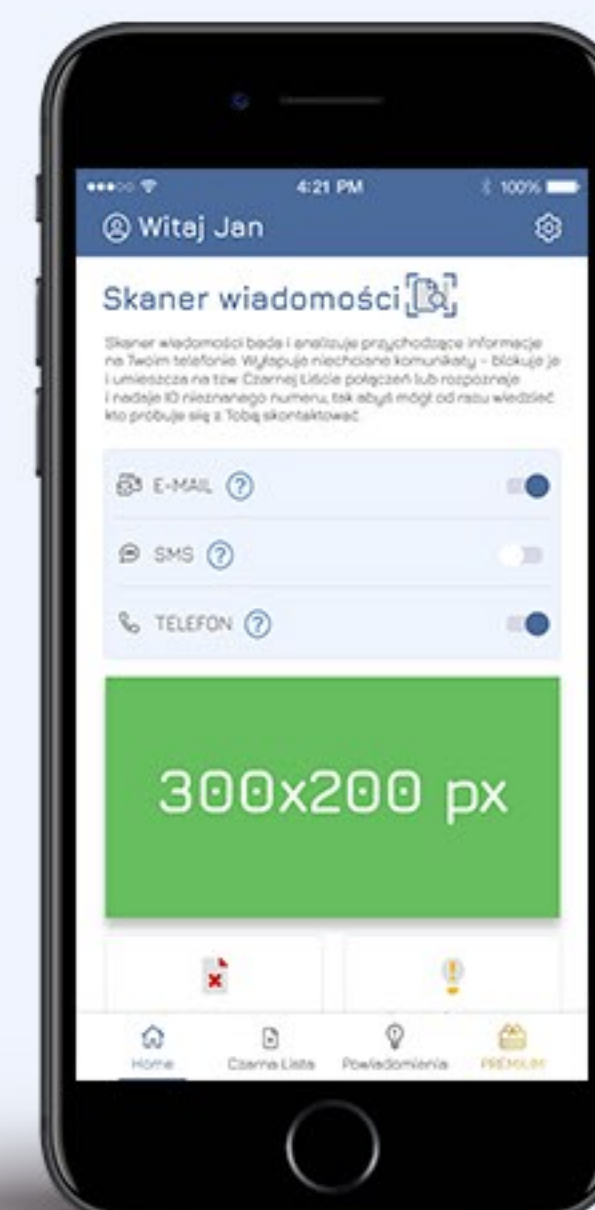 4:21 PM
100%
Witaj Jan
Skaner wiadomości
Skaner wiadomości bada i analizuje przychodzące informacje
na Twoim telefonie. Wyłapuje niechciane komunikaty – blokuje je
i umieszcza na tzw. Czarnej Liście połączeń lub rozpoznaje
i nadaje ID nieznanego numeru, tak abyś mógł od razu wiedzieć
kto próbuje się z Tobą skontaktować.
E-MAIL ?
SMS ?
TELEFON ?
300x200 px
Home
Czarna Lista
Powiadomienia
PREMIUM